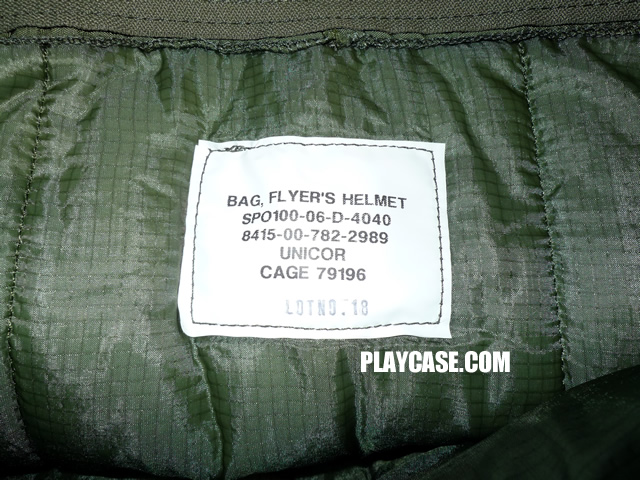 BAG, FLYER'S HELMET
SPO100-06-D-4040
8415-00-782-2989
UNICOR
CAGE 79196
LOTNO. 18
PLAYCASE.COM